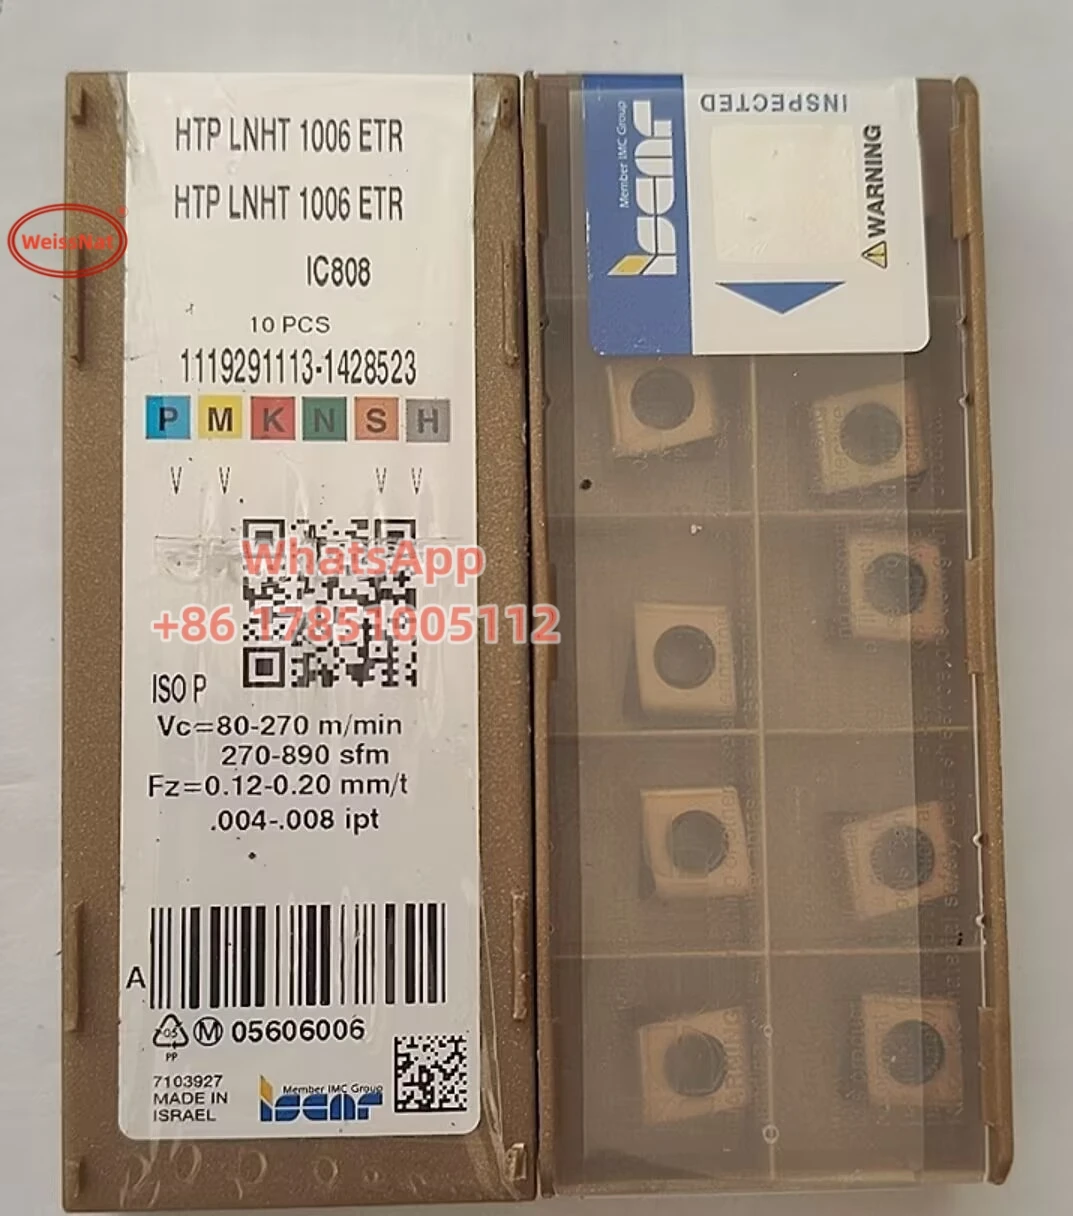 HTP LNHT 1006 ETR
HTP LNHT 1006 ETR
IC808
10 PCS
1119291113-1428523
P M K N S H
V V V V
WhatsApp
+86 17851005112
ISO P
Vc=80-270 m/min
270-890 sfm
Fz=0.12-0.20 mm/t
.004-.008 ipt
A
05
PP
M 05606006
7103927
MADE IN
ISRAEL
Member IMC Group
ISCAR
WeissNat
INSPECTED
Member IMC Group
ISCAR
⚠WARNING